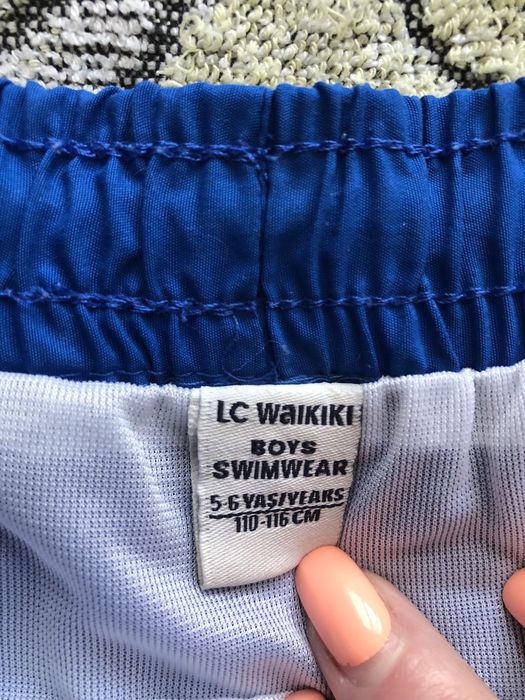 LC WAIKIKI
BOYS
SWIMWEAR
5-6 YAŞ/YEARS
110-116 CM